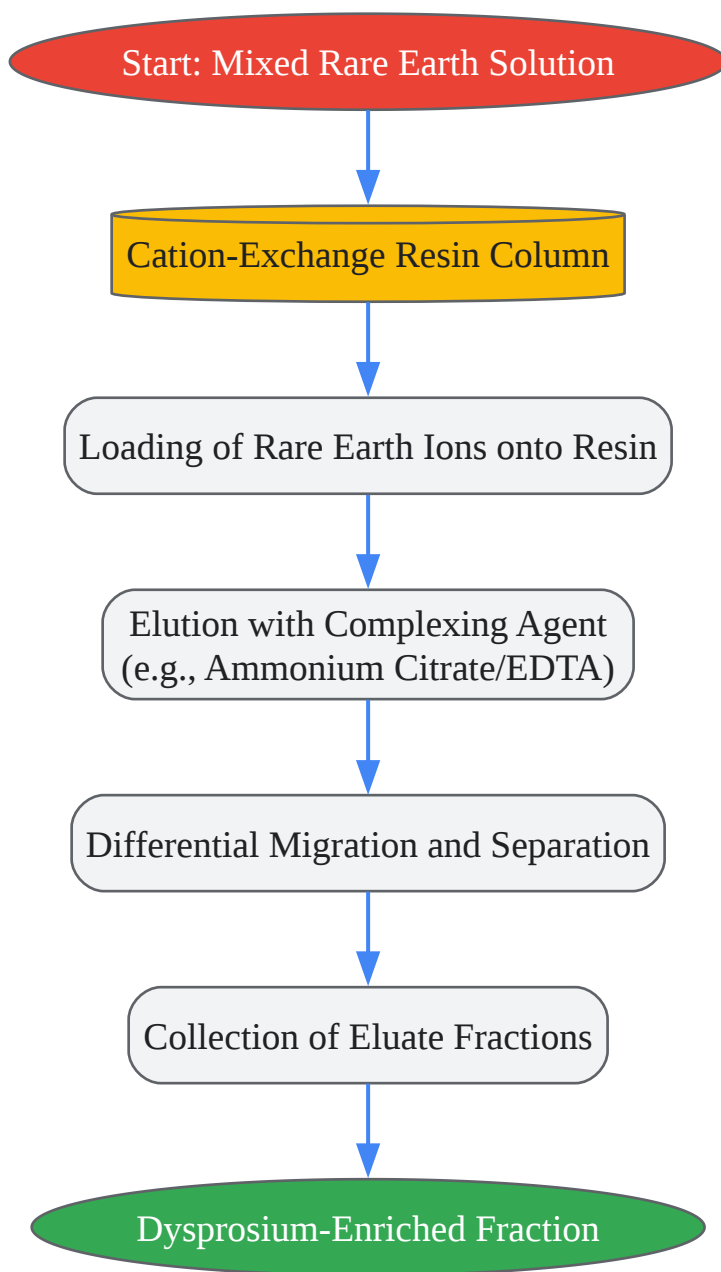 Start: Mixed Rare Earth Solution
Cation-Exchange Resin Column
Loading of Rare Earth Ions onto Resin
Elution with Complexing Agent
(e.g., Ammonium Citrate/EDTA)
Differential Migration and Separation
Collection of Eluate Fractions
Dysprosium-Enriched Fraction